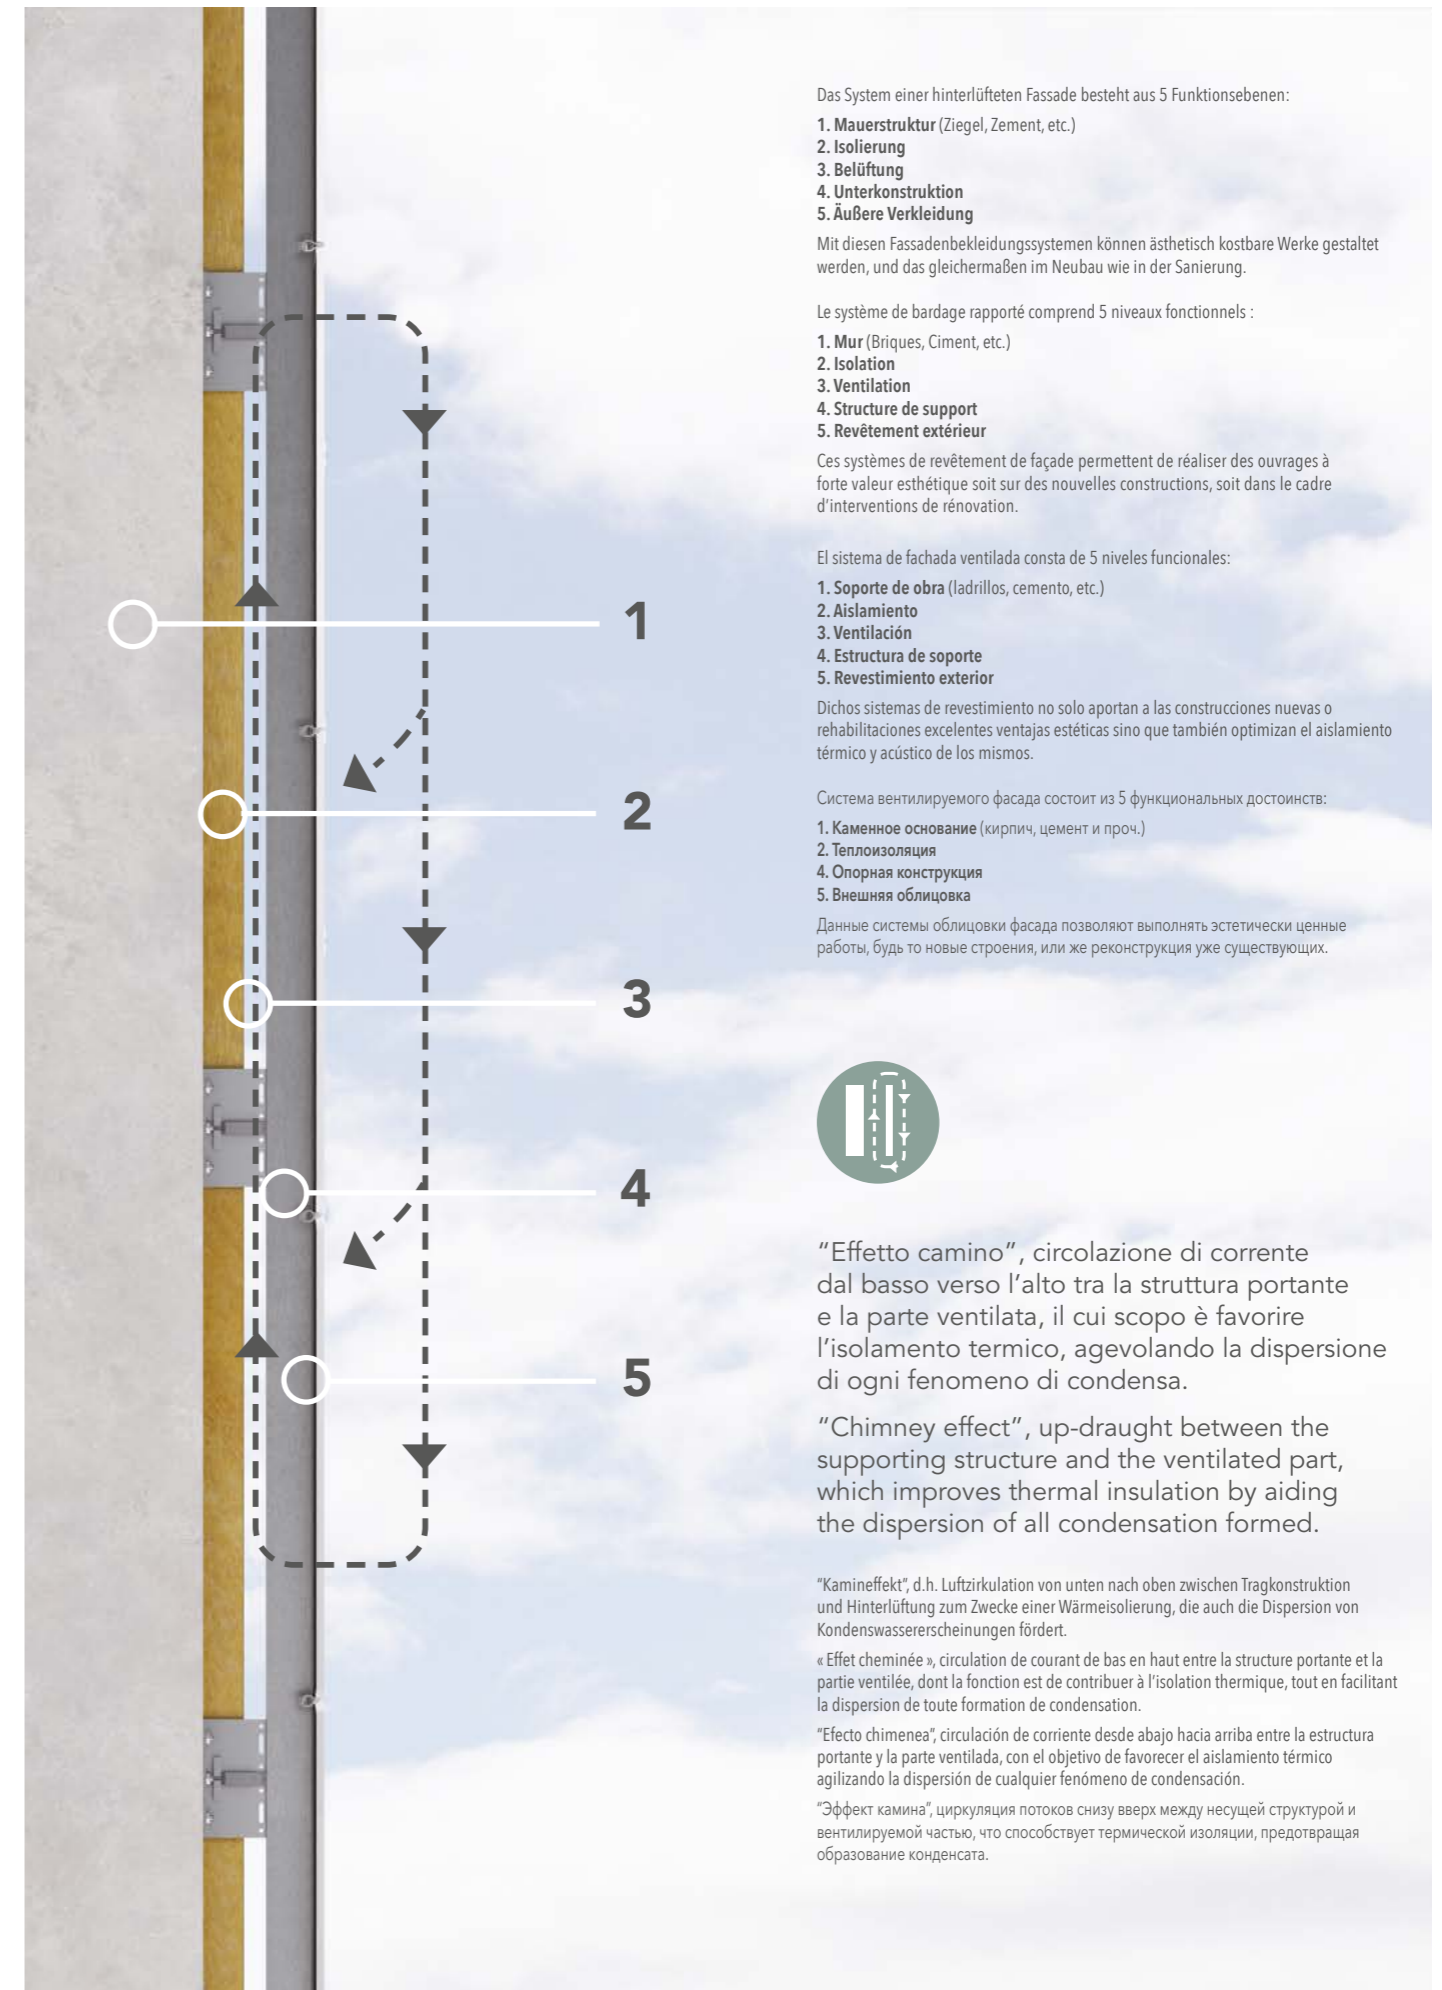 Das System einer hinterlüfteten Fassade besteht aus 5 Funktionsebenen:
1. Mauerstruktur (Ziegel, Zement, etc.)
2. Isolierung
3. Belüftung
4. Unterkonstruktion
5. Äußere Verkleidung
Mit diesen Fassadenbekleidungssystemen können ästhetisch kostbare Werke gestaltet
werden, und das gleichermaßen im Neubau wie in der Sanierung.
Le système de bardage rapporté comprend 5 niveaux fonctionnels :
1. Mur (Briques, Ciment, etc.)
2. Isolation
3. Ventilation
4. Structure de support
5. Revêtement extérieur
Ces systèmes de revêtement de façade permettent de réaliser des ouvrages à
forte valeur esthétique soit sur des nouvelles constructions, soit dans le cadre
d'interventions de rénovation.
El sistema de fachada ventilada consta de 5 niveles funcionales:
1. Soporte de obra (ladrillos, cemento, etc.)
2. Aislamiento
3. Ventilación
4. Estructura de soporte
5. Revestimiento exterior
Dichos sistemas de revestimiento no solo aportan a las construcciones nuevas o
rehabilitaciones excelentes ventajas estéticas sino que también optimizan el aislamiento
térmico y acústico de los mismos.
Система вентилируемого фасада состоит из 5 функциональных достоинств:
1. Каменное основание (кирпич, цемент и проч.)
2. Теплоизоляция
4. Опорная конструкция
5. Внешняя облицовка
Данные системы облицовки фасада позволяют выполнять эстетически ценные
работы, будь то новые строения, или же реконструкция уже существующих.
1
2
3
4
5
“Effetto camino”, circolazione di corrente
dal basso verso l’alto tra la struttura portante
e la parte ventilata, il cui scopo è favorire
l’isolamento termico, agevolando la dispersione
di ogni fenomeno di condensa.
“Chimney effect”, up-draught between the
supporting structure and the ventilated part,
which improves thermal insulation by aiding
the dispersion of all condensation formed.
“Kamineffekt”, d.h. Luftzirkulation von unten nach oben zwischen Tragkonstruktion
und Hinterlüftung zum Zwecke einer Wärmeisolierung, die auch die Dispersion von
Kondenswassererscheinungen fördert.
« Effet cheminée », circulation de courant de bas en haut entre la structure portante et la
partie ventilée, dont la fonction est de contribuer à l’isolation thermique, tout en facilitant
la dispersion de toute formation de condensation.
“Efecto chimenea”, circulación de corriente desde abajo hacia arriba entre la estructura
portante y la parte ventilada, con el objetivo de favorecer el aislamiento térmico
agilizando la dispersión de cualquier fenómeno de condensación.
“Эффект камина”, циркуляция потоков снизу вверх между несущей структурой и
вентилируемой частью, что способствует термической изоляции, предотвращая
образование конденсата.